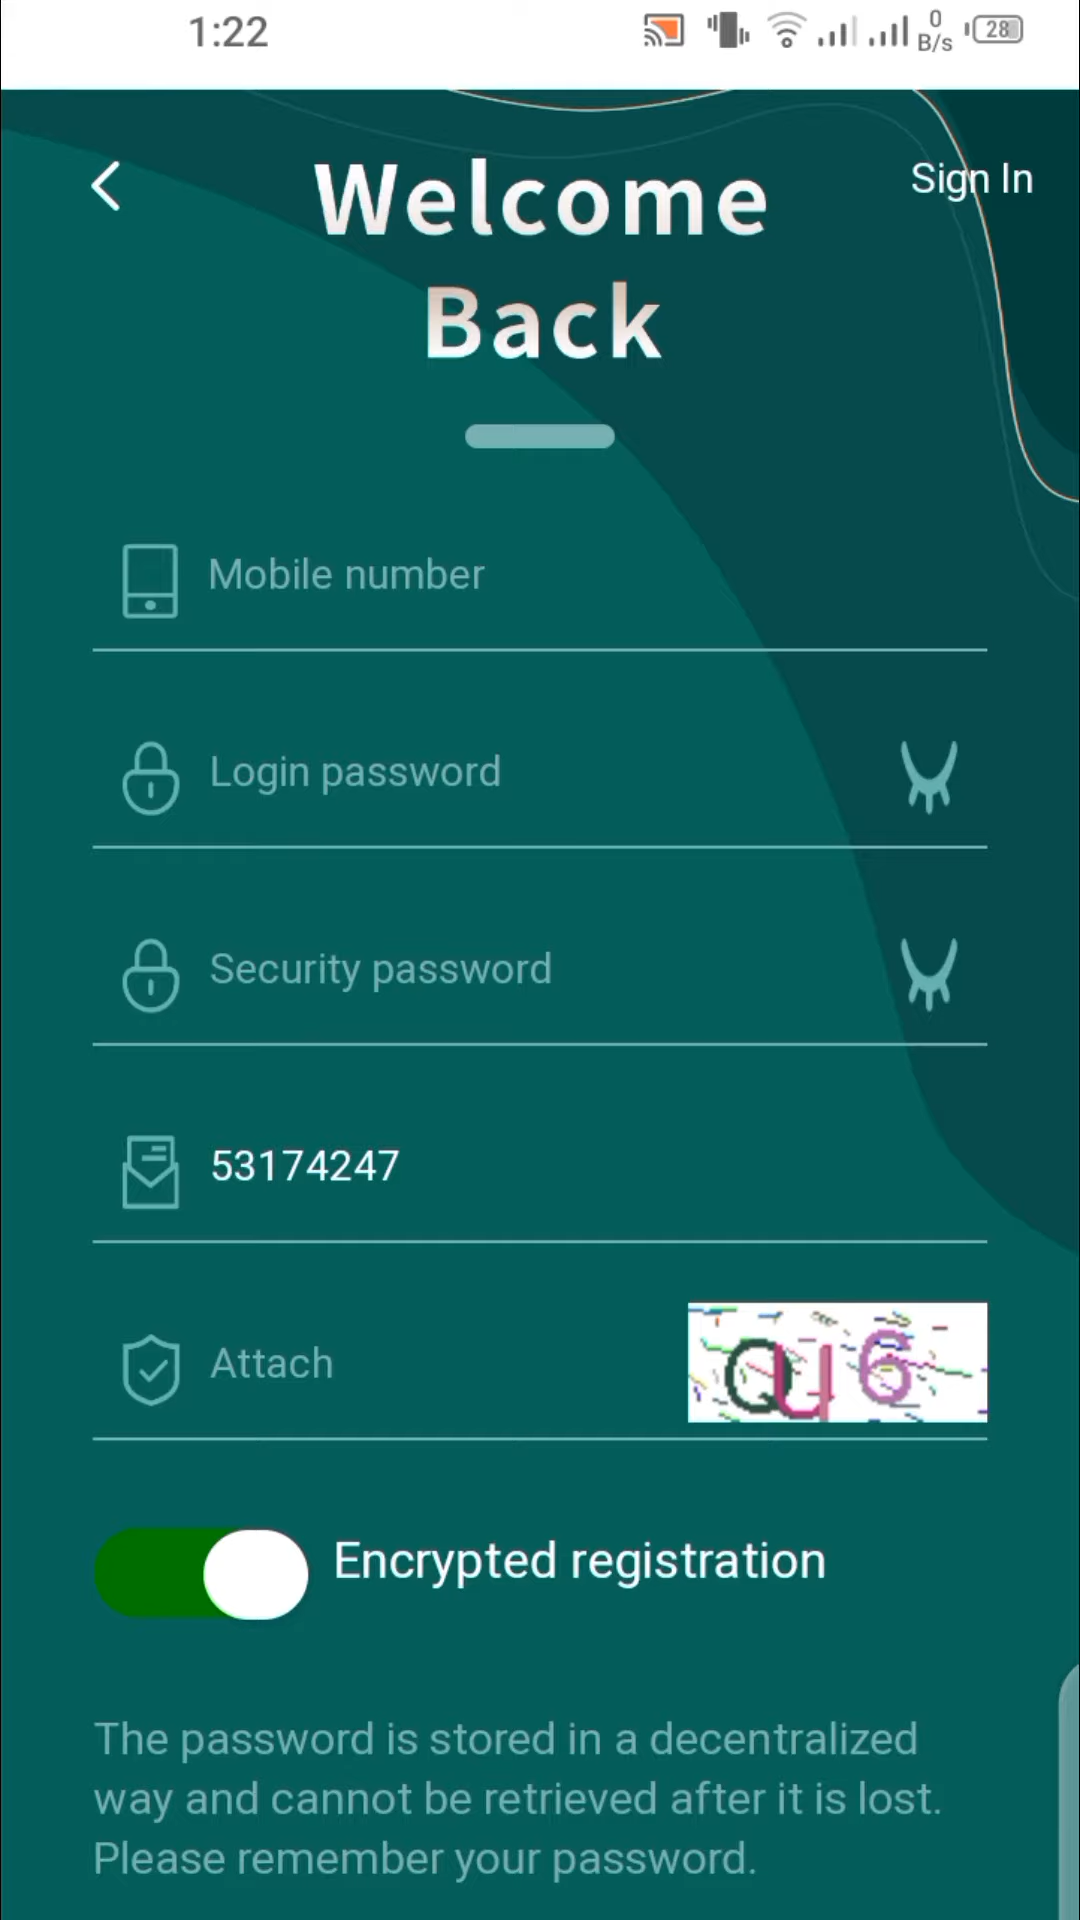 1:22
0
B/s
28
Sign In
Welcome
Back
Mobile number
Login password
Security password
53174247
Attach
QU6
Encrypted registration
The password is stored in a decentralized
way and cannot be retrieved after it is lost.
Please remember your password.